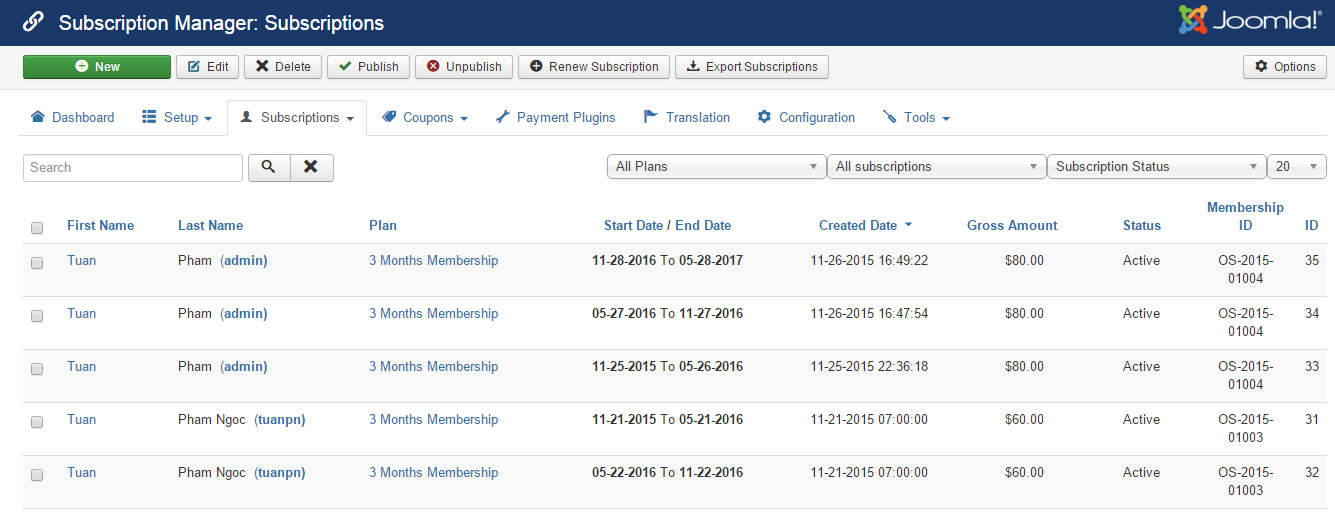 Subscription Manager: Subscriptions
Joomla!
New Edit Delete Publish Unpublish Renew Subscription Export Subscriptions Options
Dashboard Setup Subscriptions Coupons Payment Plugins Translation Configuration Tools
Search All Plans All subscriptions Subscription Status 20
First Name Last Name Plan Start Date / End Date Created Date Gross Amount Status Membership ID ID
Tuan Pham (admin) 3 Months Membership 11-28-2016 To 05-28-2017 11-26-2015 16:49:22 $80.00 Active OS-2015-01004 35
Tuan Pham (admin) 3 Months Membership 05-27-2016 To 11-27-2016 11-26-2015 16:47:54 $80.00 Active OS-2015-01004 34
Tuan Pham (admin) 3 Months Membership 11-25-2015 To 05-26-2016 11-25-2015 22:36:18 $80.00 Active OS-2015-01004 33
Tuan Pham Ngoc (tuanpn) 3 Months Membership 11-21-2015 To 05-21-2016 11-21-2015 07:00:00 $60.00 Active OS-2015-01003 31
Tuan Pham Ngoc (tuanpn) 3 Months Membership 05-22-2016 To 11-22-2016 11-21-2015 07:00:00 $60.00 Active OS-2015-01003 32